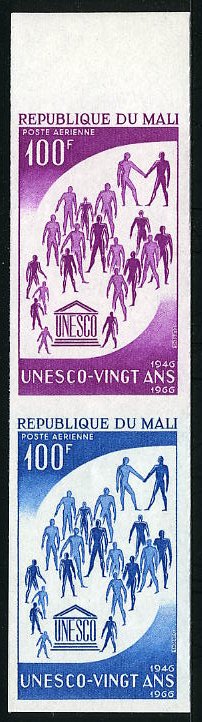 REPUBLIQUE DU MALI
POSTE AERIENNE
100F
UNESCO
1946
UNESCO-VINGT ANS
1966
REPUBLIQUE DU MALI
POSTE AERIENNE
100F
UNESCO
1946
UNESCO-VINGT ANS
1966